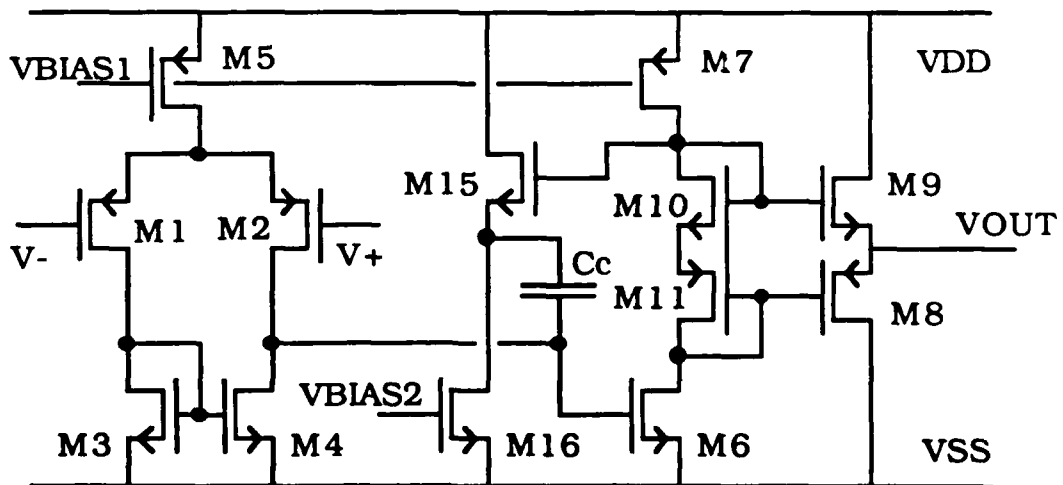 M5
M7
VBIAS1
VDD
M15
M10
M9
M1
M2
VOUT
V-
V+
Cc
M11
M8
VBIAS2
M3
M4
M16
M6
VSS